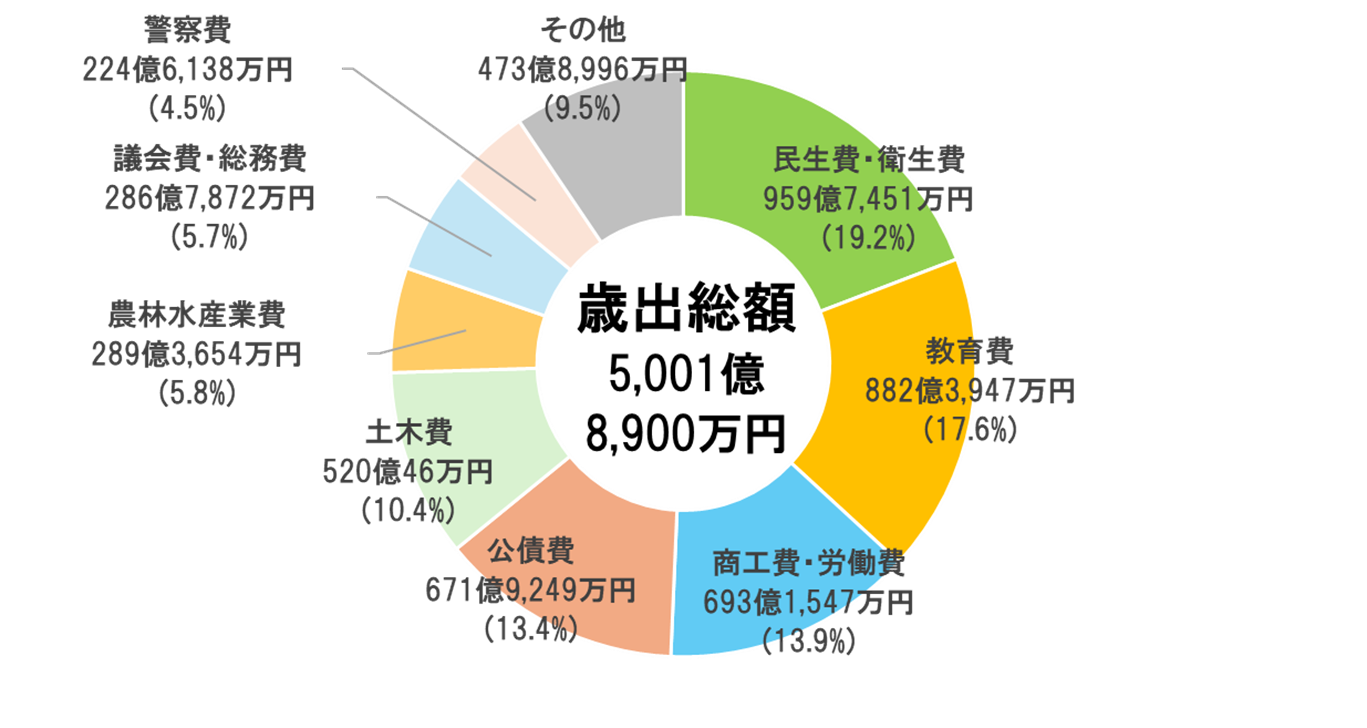 警察費
224億6,138万円
(4.5%)
その他
473億8,996万円
(9.5%)
議会費・総務費
286億7,872万円
(5.7%)
民生費・衛生費
959億7,451万円
(19.2%)
農林水産業費
289億3,654万円
(5.8%)
歳出総額
5,001億
8,900万円
教育費
882億3,947万円
(17.6%)
土木費
520億46万円
(10.4%)
公債費
671億9,249万円
(13.4%)
商工費・労働費
693億1,547万円
(13.9%)